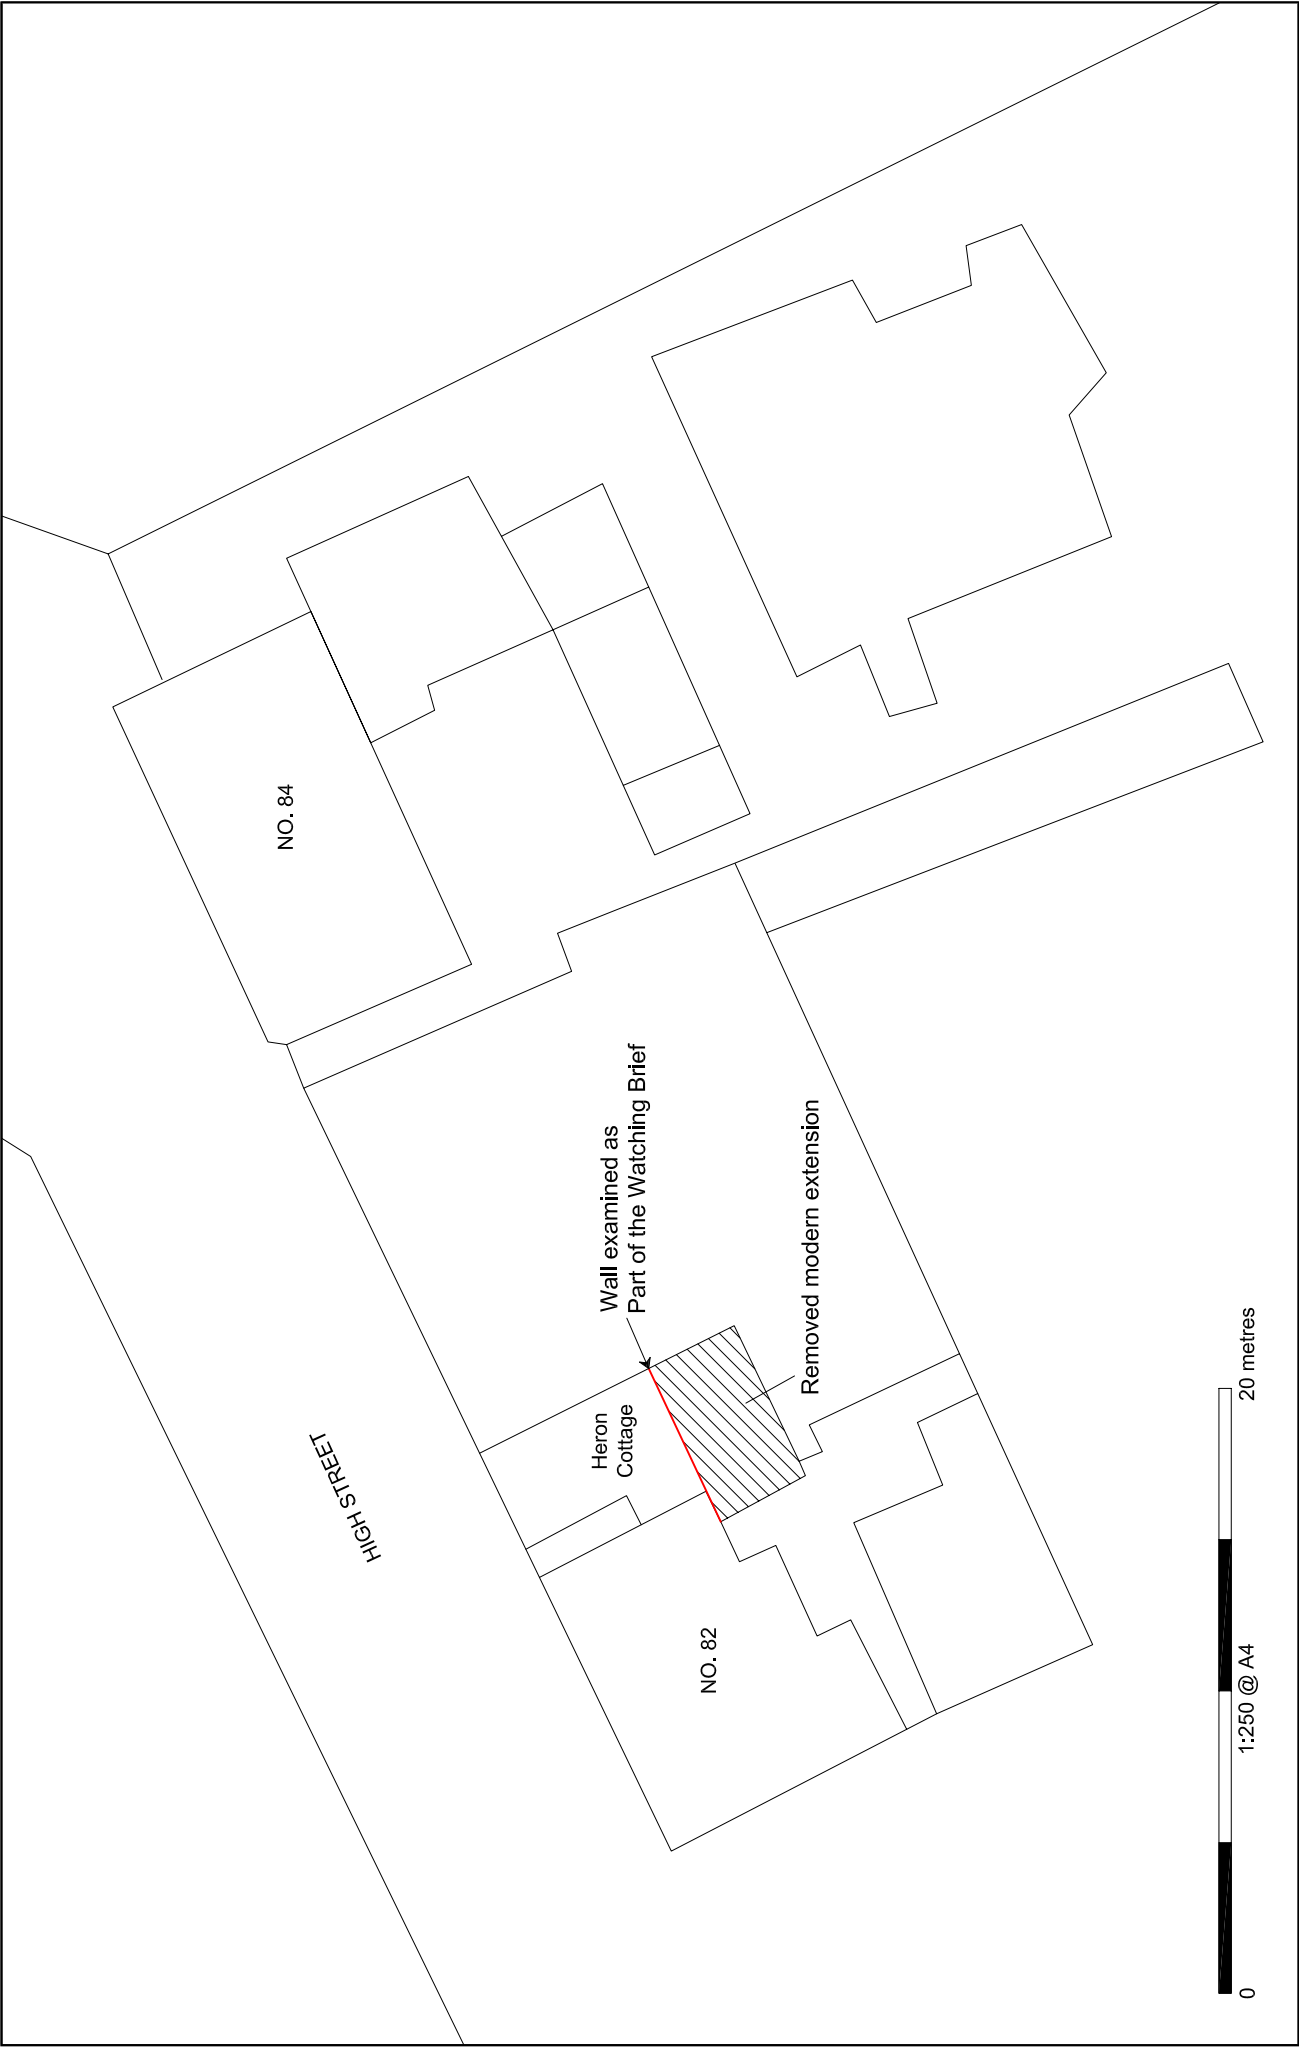 HIGH STREET
NO. 84
Wall examined as
Part of the Watching Brief
Heron
Cottage
Removed modern extension
NO. 82
0
1:250 @ A4
20 metres